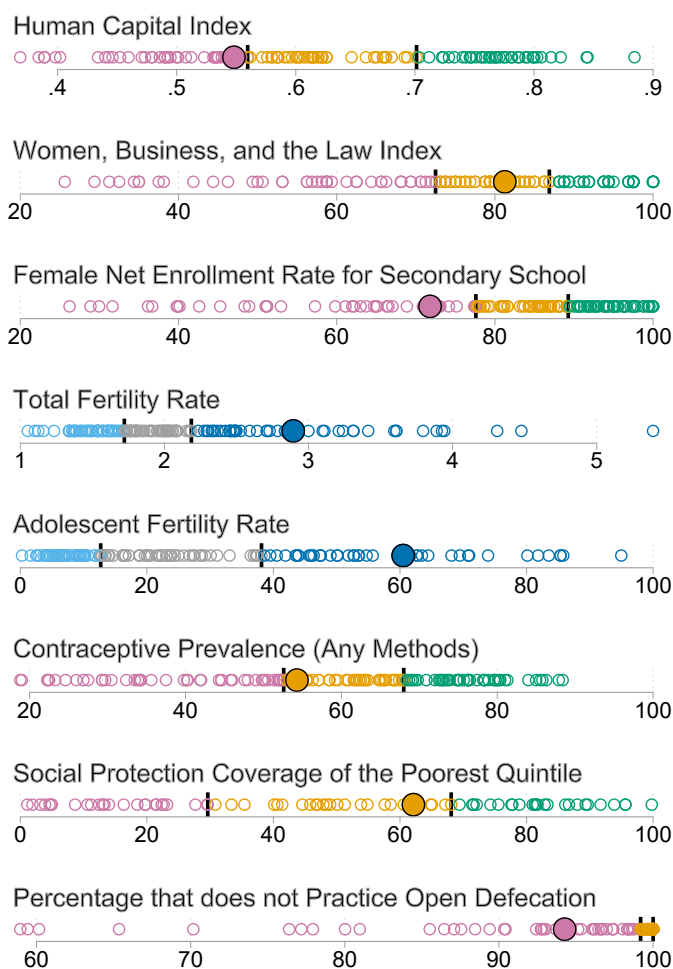 Human Capital Index
.4 .5 .6 .7 .8 .9
Women, Business, and the Law Index
20 40 60 80 100
Female Net Enrollment Rate for Secondary School
20 40 60 80 100
Total Fertility Rate
1 2 3 4 5
Adolescent Fertility Rate
0 20 40 60 80 100
Contraceptive Prevalence (Any Methods)
20 40 60 80 100
Social Protection Coverage of the Poorest Quintile
0 20 40 60 80 100
Percentage that does not Practice Open Defecation
60 70 80 90 100